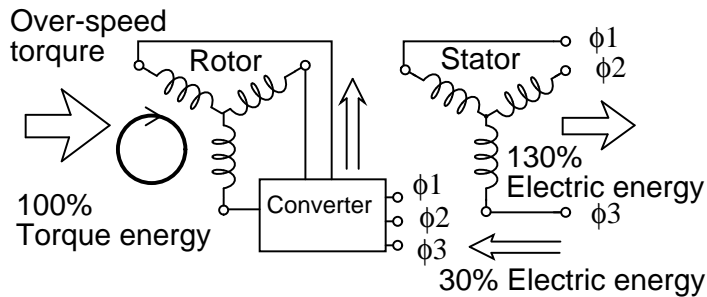 Over-speed
torqure
Rotor
Stator
ϕ1
ϕ2
100%
Torque energy
Converter
ϕ1
ϕ2
ϕ3
130%
Electric energy
ϕ3
30% Electric energy